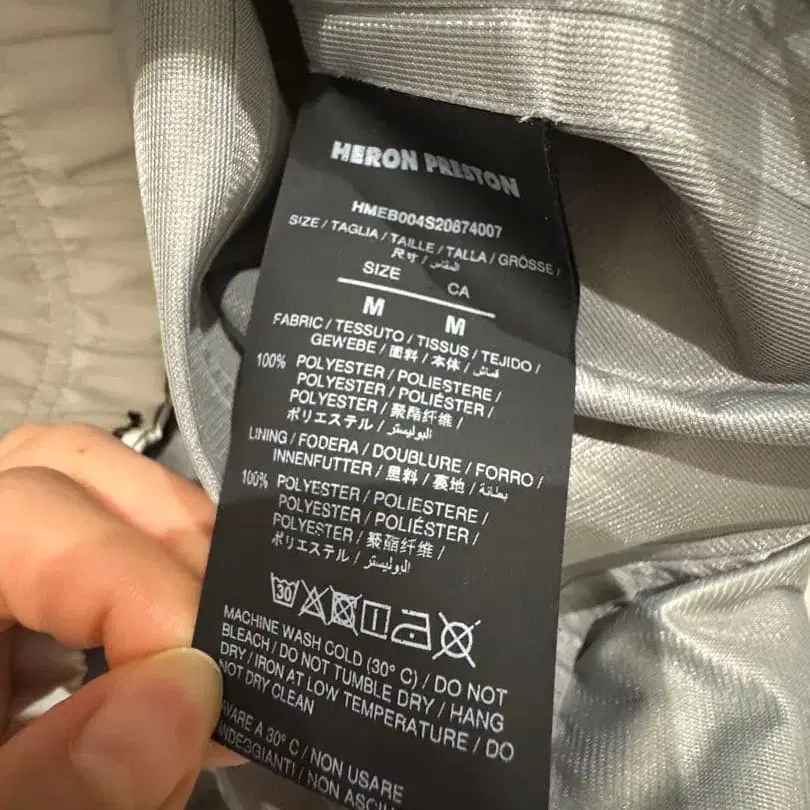 HERON PRESTON
HMEB004S20874007
SIZE / TAGLIA / TAILLE / TALLA / GRÖSSE /
尺寸 / المقاس
SIZE CA
M M
FABRIC / TESSUTO / TISSUS / TEJIDO /
GEWEBE / 面料 / 本体 / قماش
100% POLYESTER / POLIESTERE /
POLYESTER / POLIÉSTER /
POLYESTER / 聚酯纤维 /
ポリエステル / البوليستر
LINING / FODERA / DOUBLURE / FORRO /
INNENFUTTER / 里料 / 裏地 / بطانة
100% POLYESTER / POLIESTERE /
POLYESTER / POLIÉSTER /
POLYESTER / 聚酯纤维 /
ポリエステル / البوليستر
30
MACHINE WASH COLD (30° C) / DO NOT
BLEACH / DO NOT TUMBLE DRY / HANG
DRY / IRON AT LOW TEMPERATURE / DO
NOT DRY CLEAN
AVARE A 30° C / NON USARE
NDEGGIANTI / NON ASCIU